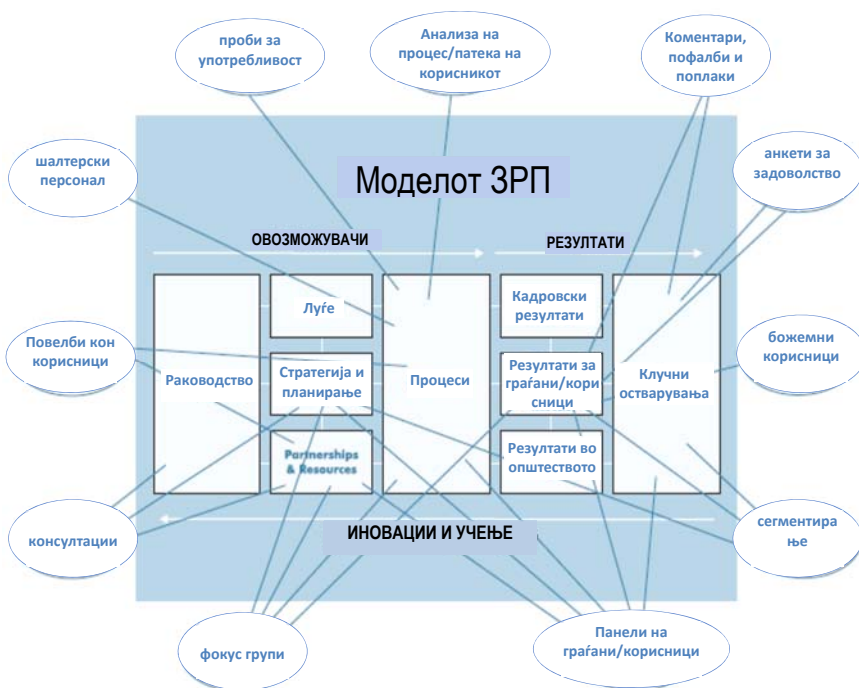 проби за
употребливост
Анализа на
процес/патека на
корисникот
Коментари,
пофалби и
поплаки
шалтерски
персонал
Моделот ЗРП
анкети за
задоволство
ОВОЗМОЖУВАЧИ
РЕЗУЛТАТИ
Луѓе
Кадровски
резултати
Повелби кон
корисници
Раководство
Стратегија и
планирање
Процеси
Резултати за
граѓани/кори
сници
Клучни
остварувања
божемни
корисници
Partnerships
& Resources
Резултати во
општеството
консултации
ИНОВАЦИИ И УЧЕЊЕ
сегментира
ње
фокус групи
Панели на
граѓани/корисници